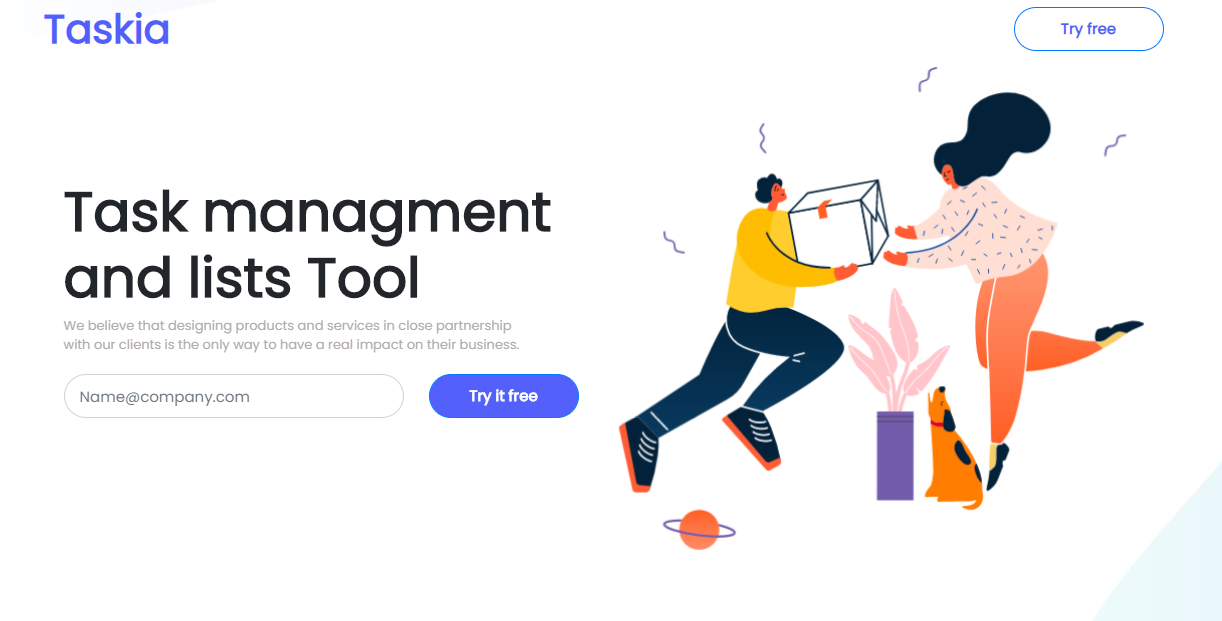 Taskia
Try free
Task managment
and lists Tool
We believe that designing products and services in close partnership
with our clients is the only way to have a real impact on their business.
Name@company.com
Try it free